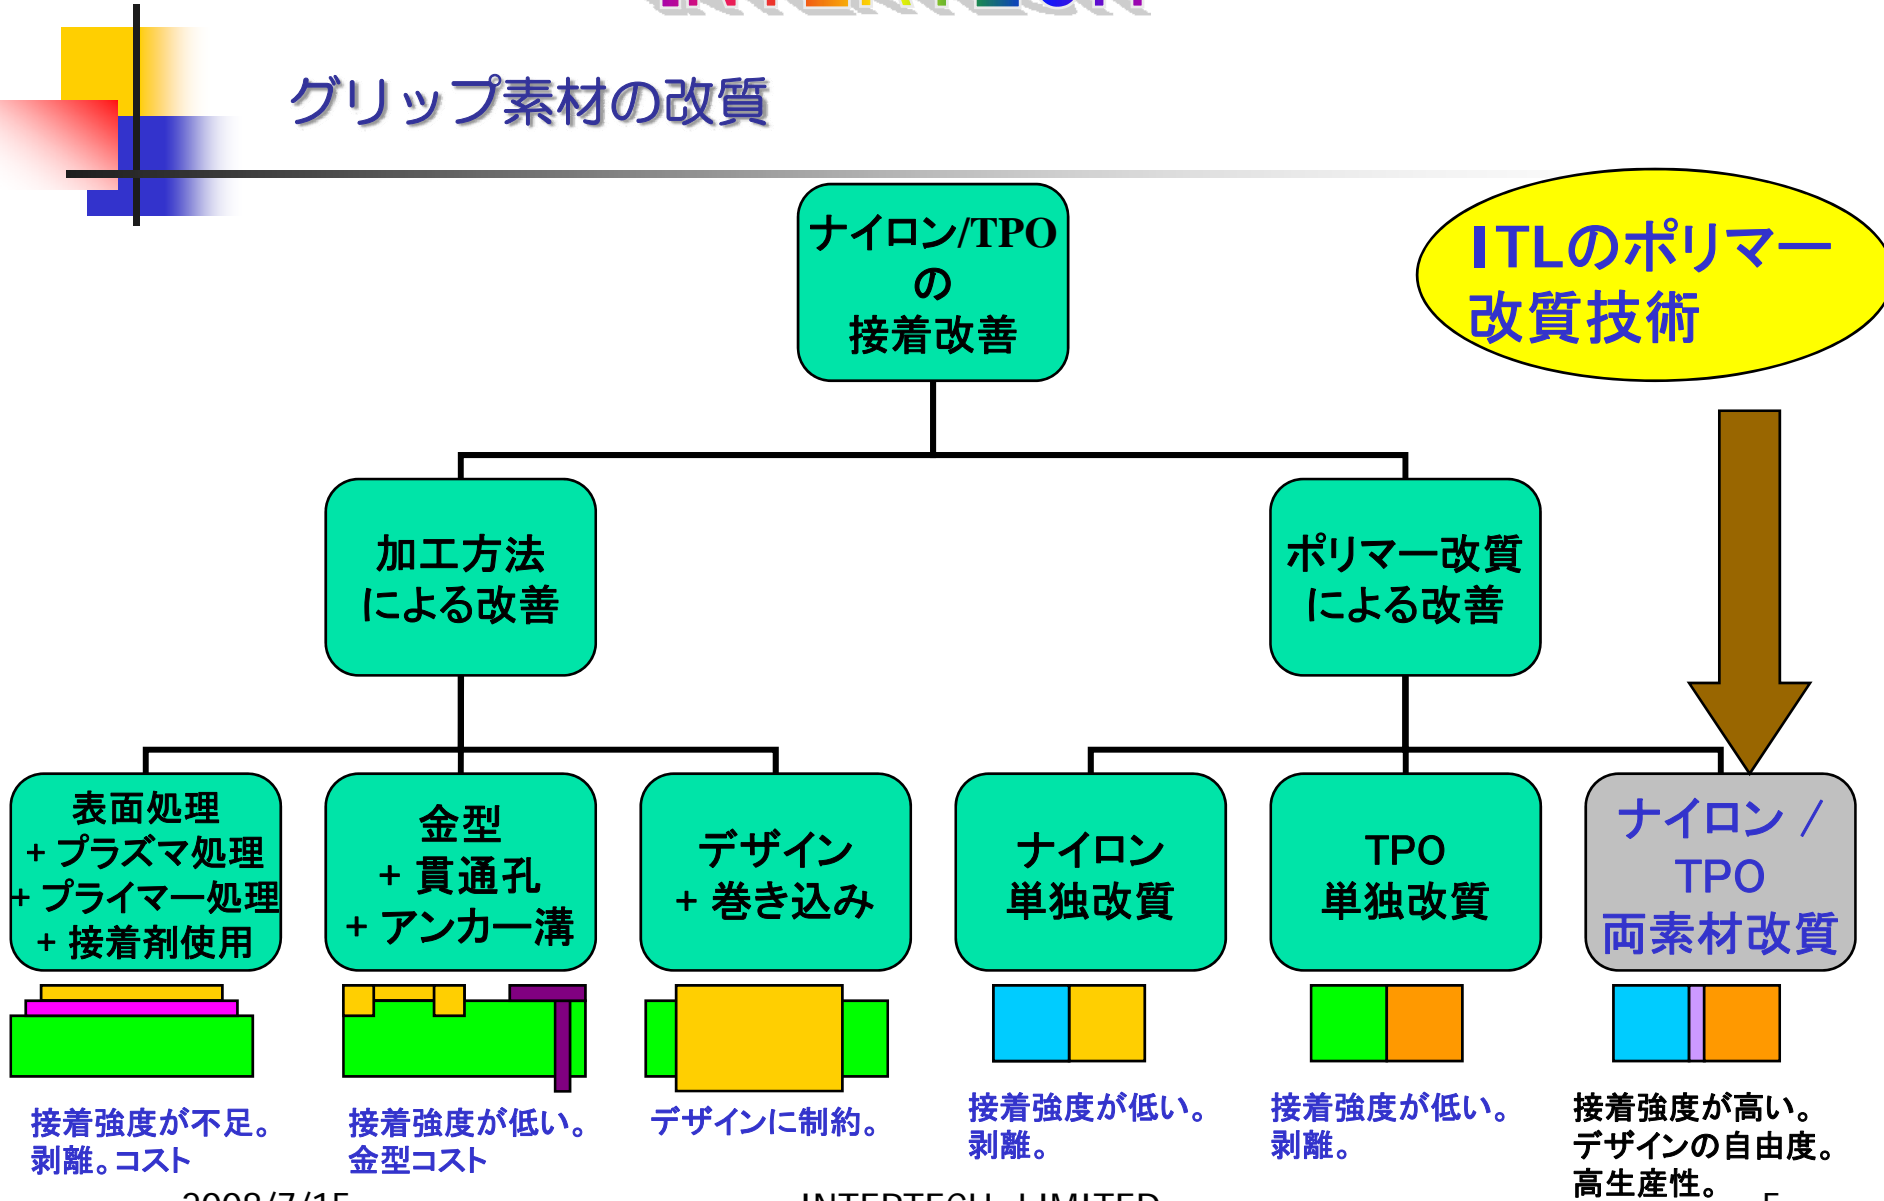 INTERTECH
グリップ素材の改質
ナイロン/TPO
の
接着改善
ITLのポリマー
改質技術
加工方法
による改善
ポリマー改質
による改善
表面処理
+ プラズマ処理
+ プライマー処理
+ 接着剤使用
金型
+ 貫通孔
+ アンカー溝
デザイン
+ 巻き込み
ナイロン
単独改質
TPO
単独改質
ナイロン /
TPO
両素材改質
接着強度が不足。
剥離。コスト
接着強度が低い。
金型コスト
デザインに制約。
接着強度が低い。
剥離。
接着強度が低い。
剥離。
接着強度が高い。
デザインの自由度。
高生産性。
2008/7/15
INTERTECH LIMITED
5